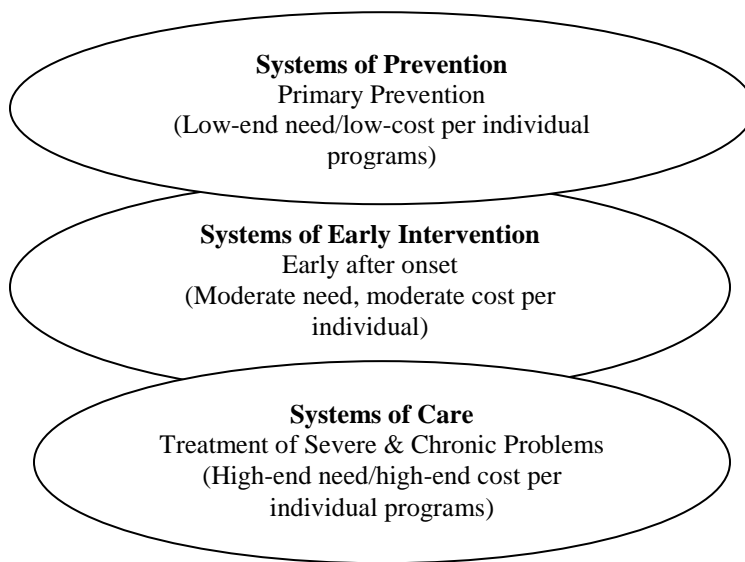 Systems of Prevention
Primary Prevention
(Low-end need/low-cost per individual
programs)
Systems of Early Intervention
Early after onset
(Moderate need, moderate cost per
individual)
Systems of Care
Treatment of Severe & Chronic Problems
(High-end need/high-end cost per
individual programs)